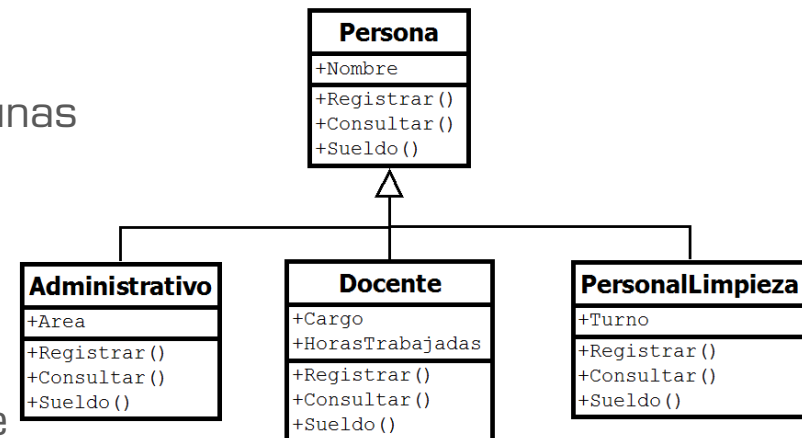 Persona
+Nombre
+Registrar()
+Consultar()
+Sueldo()
Administrativo
+Area
+Registrar()
+Consultar()
+Sueldo()
Docente
+Cargo
+HorasTrabajadas
+Registrar()
+Consultar()
+Sueldo()
PersonalLimpieza
+Turno
+Registrar()
+Consultar()
+Sueldo()